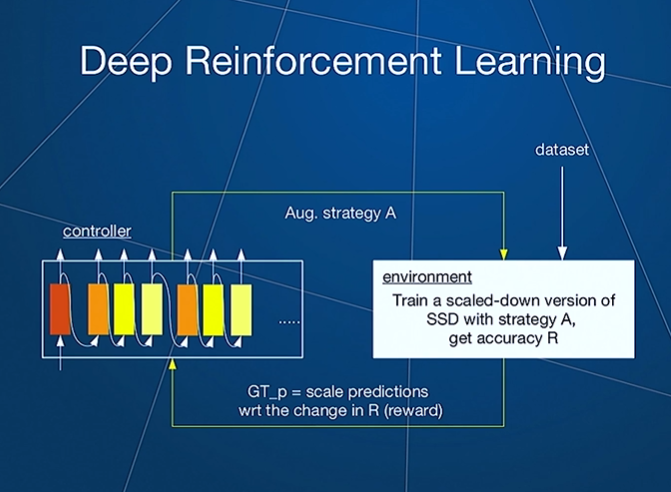 Deep Reinforcement Learning
dataset
Aug. strategy A
controller
environment
Train a scaled-down version of
SSD with strategy A,
get accuracy R
.....
GT_p = scale predictions
wrt the change in R (reward)